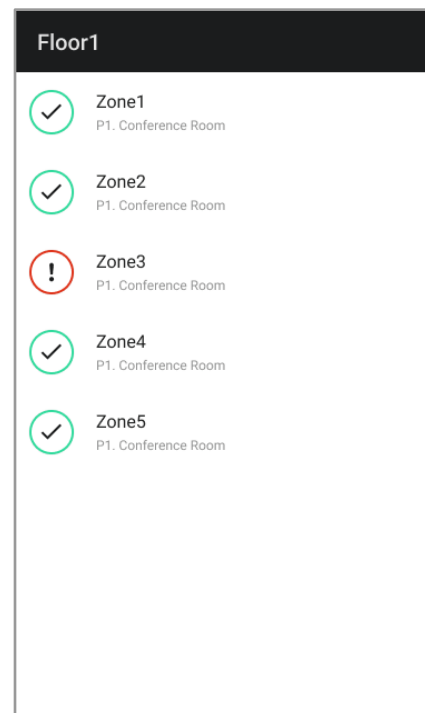 Floor1
Zone1
P1. Conference Room
Zone2
P1. Conference Room
Zone3
P1. Conference Room
Zone4
P1. Conference Room
Zone5
P1. Conference Room